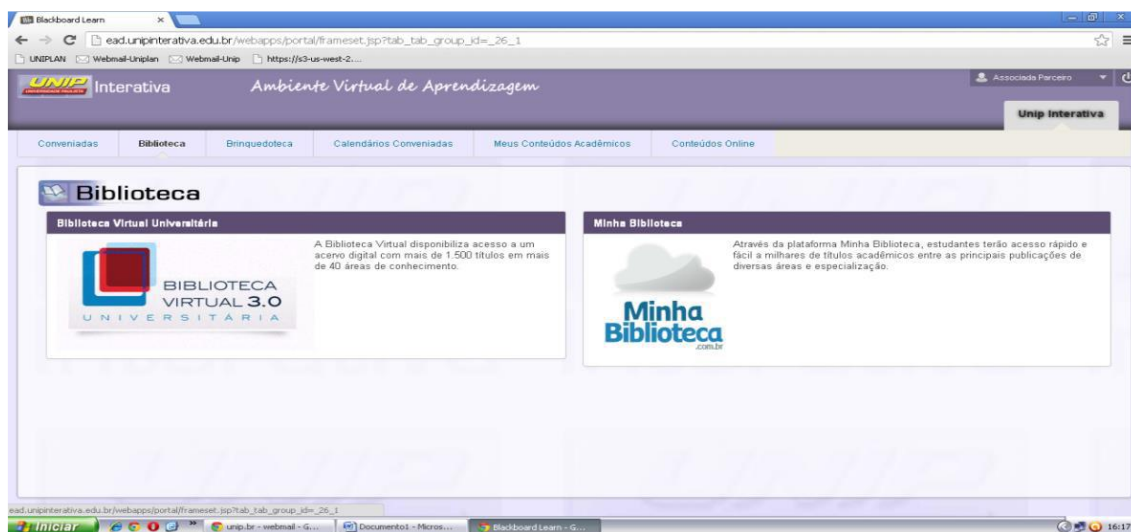 Blackboard Learn
ead.unipinterativa.edu.br/webapps/portal/frameset.jsp?tab_tab_group_id=_26_1
UNIPLAN Webmail-Uniplan Webmail-Unip https://s3-us-west-2....
UNIP Interativa Ambiente Virtual de Aprendizagem Associada Parceiro
Unip Interativa
Conveniadas Biblioteca Brinquedoteca Calendários Conveniadas Meus Conteúdos Acadêmicos Conteúdos Online
Biblioteca
Biblioteca Virtual Universitária
A Biblioteca Virtual disponibiliza acesso a um
acervo digital com mais de 1.500 títulos em mais
de 40 áreas de conhecimento.
BIBLIOTECA
VIRTUAL 3.0
UNIVERSITÁRIA
Minha Biblioteca
Através da plataforma Minha Biblioteca, estudantes terão acesso rápido e
fácil a milhares de títulos acadêmicos entre as principais publicações de
diversas áreas e especialização.
Minha
Biblioteca
.com.br
ead.unipinterativa.edu.br/webapps/portal/frameset.jsp?tab_tab_group_id=_26_1
Iniciar unip.br - webmail - G... Documento1 - Micros... Blackboard Learn - G... 16:17